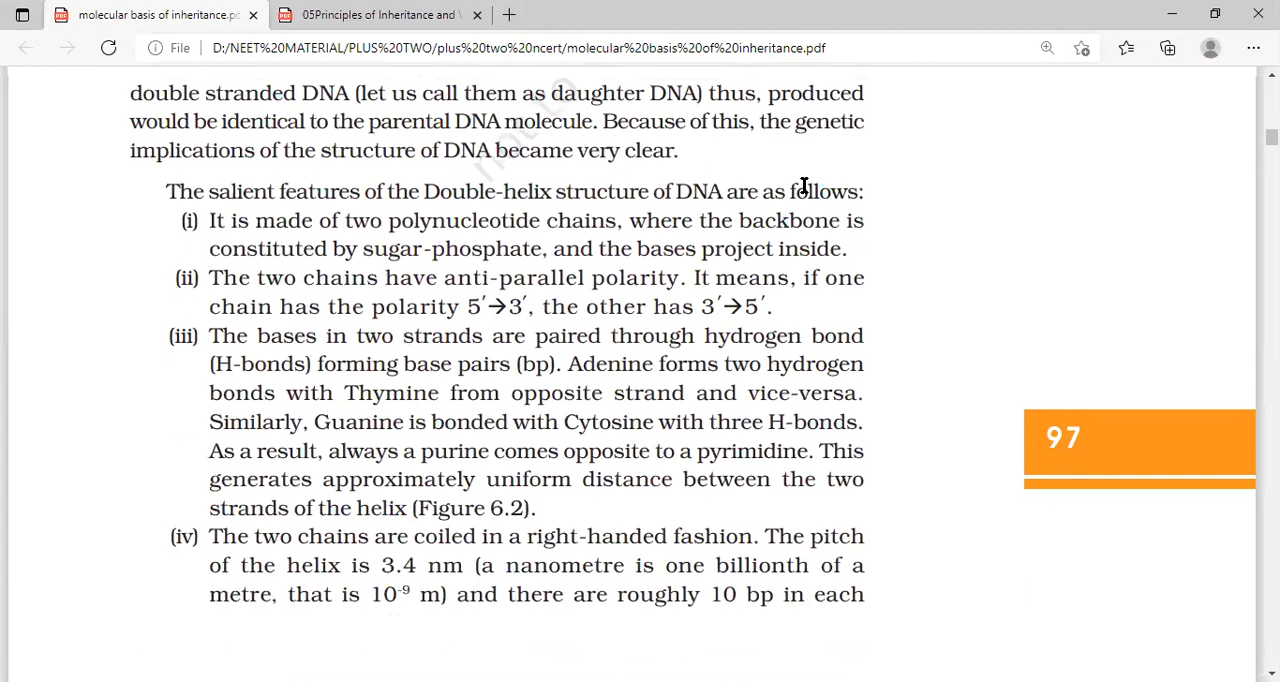 molecular basis of inheritance.pc
05Principles of Inheritance and
File
D:/NEET%20MATERIAL/PLUS%20TWO/plus%20two%20ncert/molecular%20basis%20of%20inheritance.pdf
double stranded DNA (let us call them as daughter DNA) thus, produced
would be identical to the parental DNA molecule. Because of this, the genetic
implications of the structure of DNA became very clear.
The salient features of the Double-helix structure of DNA are as follows:
(i) It is made of two polynucleotide chains, where the backbone is
constituted by sugar-phosphate, and the bases project inside.
(ii) The two chains have anti-parallel polarity. It means, if one
chain has the polarity 5′→3′, the other has 3′→5′.
(iii) The bases in two strands are paired through hydrogen bond
(H-bonds) forming base pairs (bp). Adenine forms two hydrogen
bonds with Thymine from opposite strand and vice-versa.
Similarly, Guanine is bonded with Cytosine with three H-bonds.
As a result, always a purine comes opposite to a pyrimidine. This
generates approximately uniform distance between the two
strands of the helix (Figure 6.2).
(iv) The two chains are coiled in a right-handed fashion. The pitch
of the helix is 3.4 nm (a nanometre is one billionth of a
metre, that is 10⁻⁹ m) and there are roughly 10 bp in each
97
not to